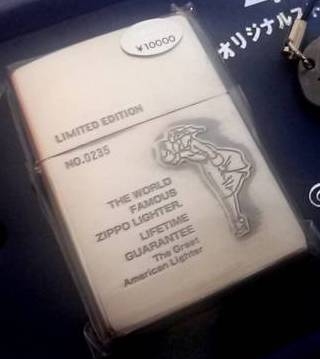 ¥10000
オリジナル
LIMITED EDITION
NO.0235
THE WORLD
FAMOUS
ZIPPO LIGHTER.
LIFETIME
GUARANTEE
The Great
American Lighter